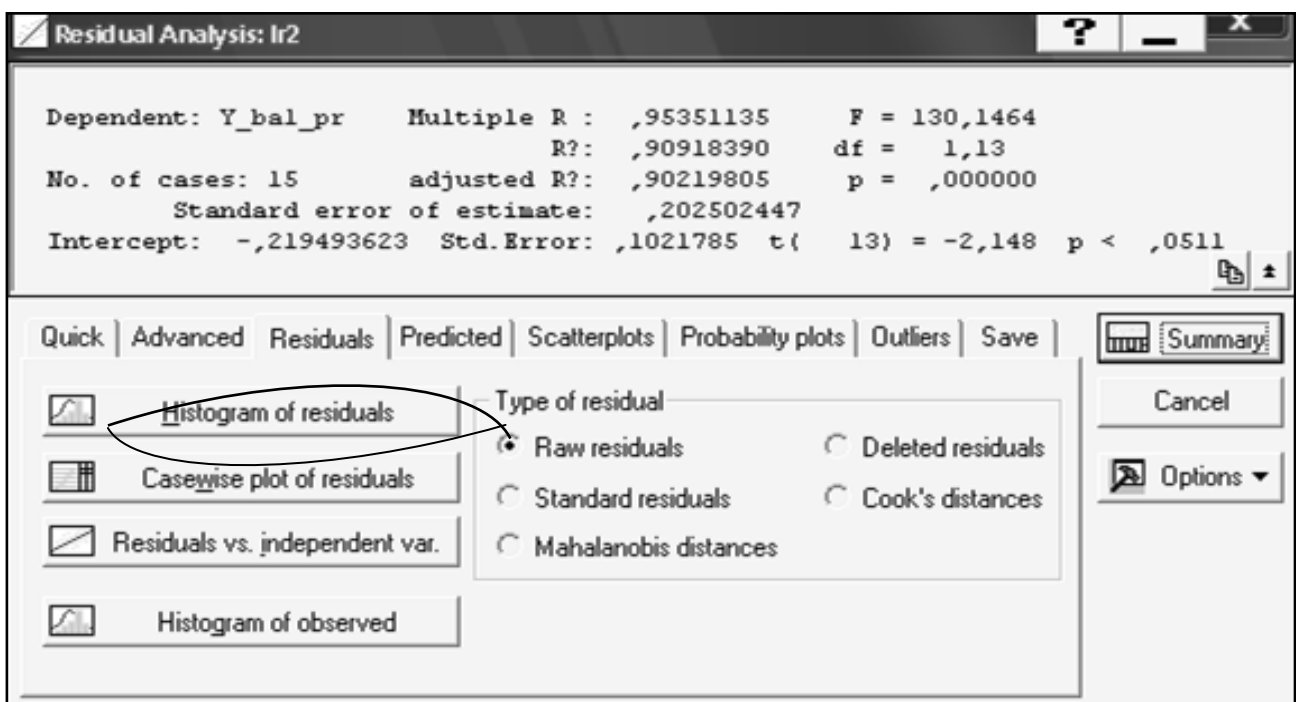 Residual Analysis: lr2
? _ X
Dependent: Y_bal_pr Multiple R : ,95351135 F = 130,1464
R?: ,90918390 df = 1,13
No. of cases: 15 adjusted R?: ,90219805 p = ,000000
Standard error of estimate: ,202502447
Intercept: -,219493623 Std.Error: ,1021785 t( 13) = -2,148 p < ,0511
Quick Advanced Residuals Predicted Scatterplots Probability plots Outliers Save
Summary
Cancel
Options
Histogram of residuals
Casewise plot of residuals
Residuals vs. independent var.
Histogram of observed
Type of residual
Raw residuals Deleted residuals
Standard residuals Cook's distances
Mahalanobis distances